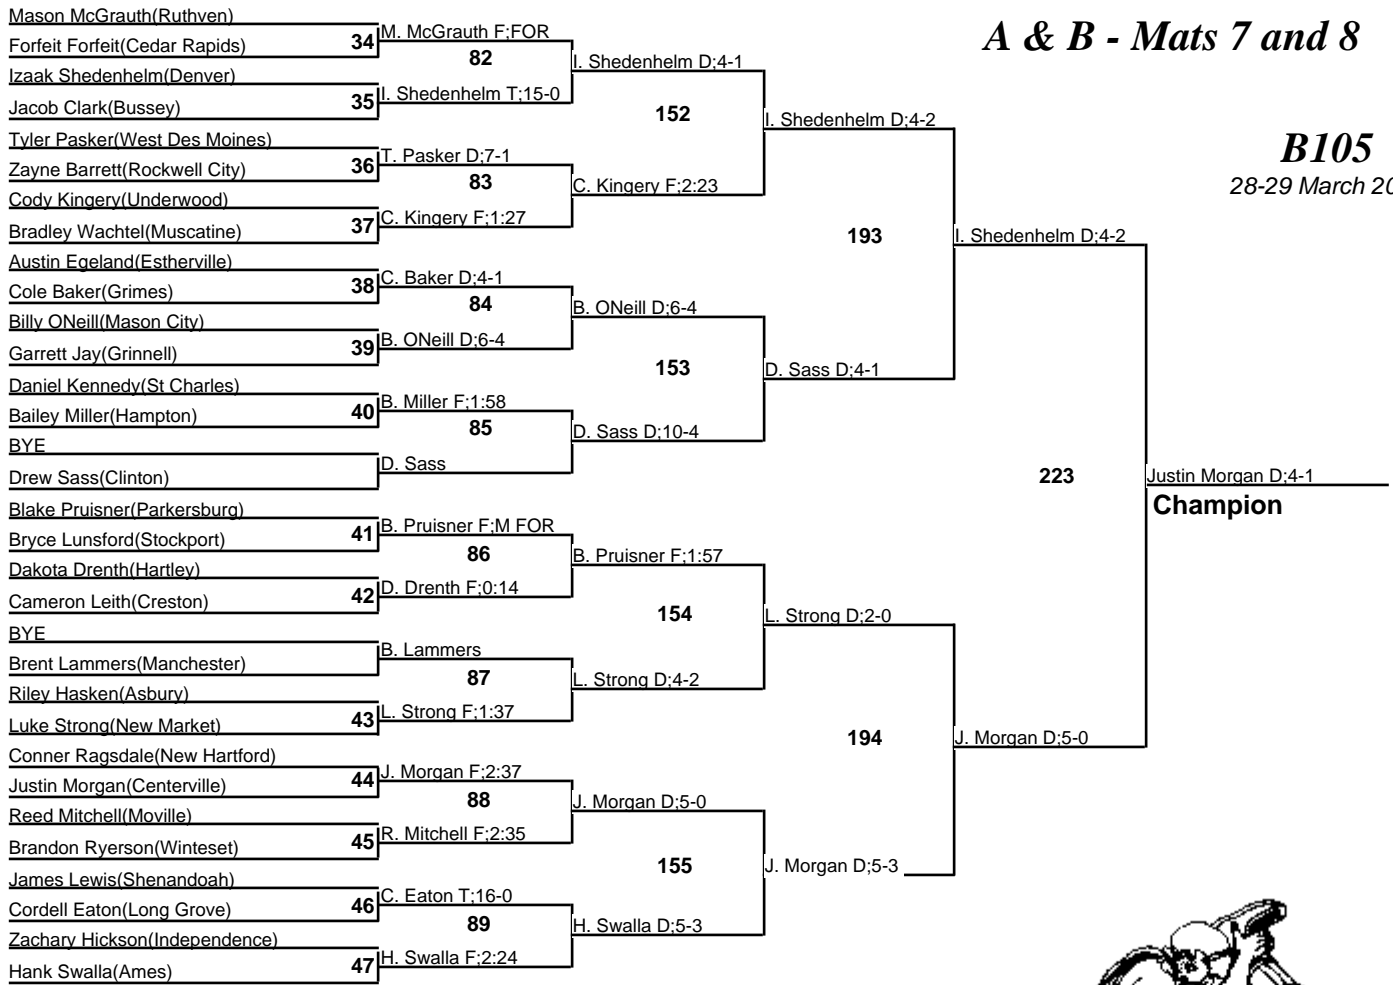 A & B - Mats 7 and 8
B105
28-29 March 20
Mason McGrauth(Ruthven)
Forfeit Forfeit(Cedar Rapids)
Izaak Shedenhelm(Denver)
Jacob Clark(Bussey)
Tyler Pasker(West Des Moines)
Zayne Barrett(Rockwell City)
Cody Kingery(Underwood)
Bradley Wachtel(Muscatine)
Austin Egeland(Estherville)
Cole Baker(Grimes)
Billy ONeill(Mason City)
Garrett Jay(Grinnell)
Daniel Kennedy(St Charles)
Bailey Miller(Hampton)
BYE
Drew Sass(Clinton)
Blake Pruisner(Parkersburg)
Bryce Lunsford(Stockport)
Dakota Drenth(Hartley)
Cameron Leith(Creston)
BYE
Brent Lammers(Manchester)
Riley Hasken(Asbury)
Luke Strong(New Market)
Conner Ragsdale(New Hartford)
Justin Morgan(Centerville)
Reed Mitchell(Moville)
Brandon Ryerson(Winteset)
James Lewis(Shenandoah)
Cordell Eaton(Long Grove)
Zachary Hickson(Independence)
Hank Swalla(Ames)
34 M. McGrauth F;FOR
82
35 I. Shedenhelm T;15-0
36 T. Pasker D;7-1
83
37 C. Kingery F;1:27
38 C. Baker D;4-1
84
39 B. ONeill D;6-4
40 B. Miller F;1:58
85
D. Sass
41 B. Pruisner F;M FOR
86
42 D. Drenth F;0:14
B. Lammers
87
43 L. Strong F;1:37
44 J. Morgan F;2:37
88
45 R. Mitchell F;2:35
46 C. Eaton T;16-0
89
47 H. Swalla F;2:24
I. Shedenhelm D;4-1
152
C. Kingery F;2:23
B. ONeill D;6-4
153
D. Sass D;10-4
B. Pruisner F;1:57
154
L. Strong D;4-2
J. Morgan D;5-0
155
H. Swalla D;5-3
I. Shedenhelm D;4-2
193
D. Sass D;4-1
L. Strong D;2-0
194
J. Morgan D;5-3
I. Shedenhelm D;4-2
223
J. Morgan D;5-0
Justin Morgan D;4-1
Champion